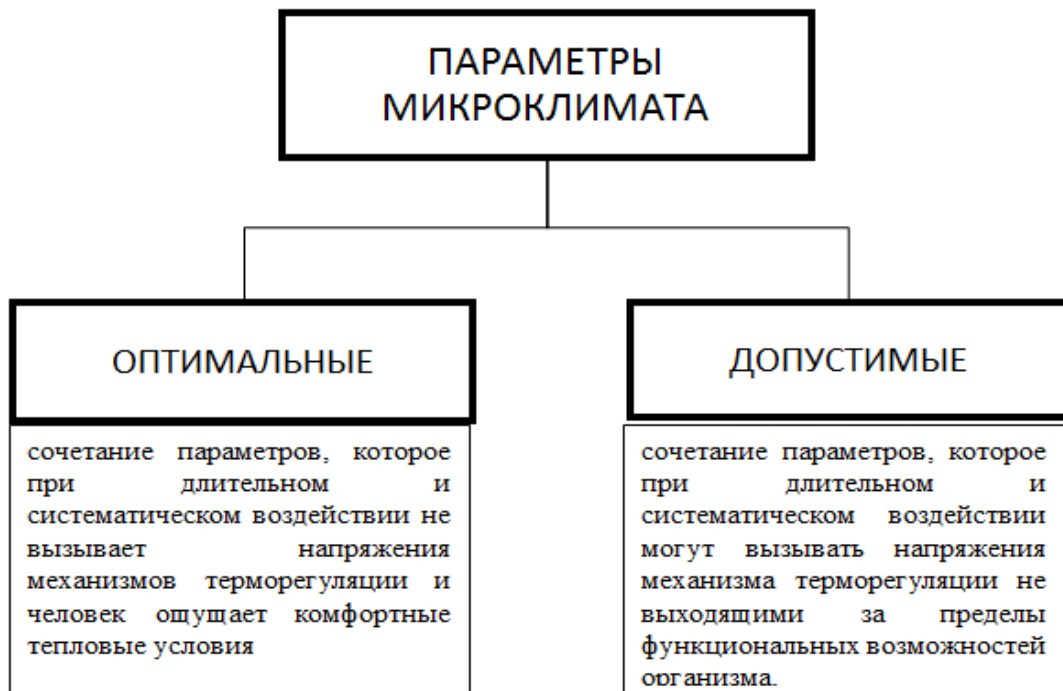 ПАРАМЕТРЫ
МИКРОКЛИМАТА
ОПТИМАЛЬНЫЕ
сочетание параметров, которое
при длительном и
систематическом воздействии не
вызывает напряжения
механизмов терморегуляции и
человек ощущает комфортные
тепловые условия
ДОПУСТИМЫЕ
сочетание параметров, которое
при длительном и
систематическом воздействии
могут вызывать напряжения
механизма терморегуляции не
выходящими за пределы
функциональных возможностей
организма.